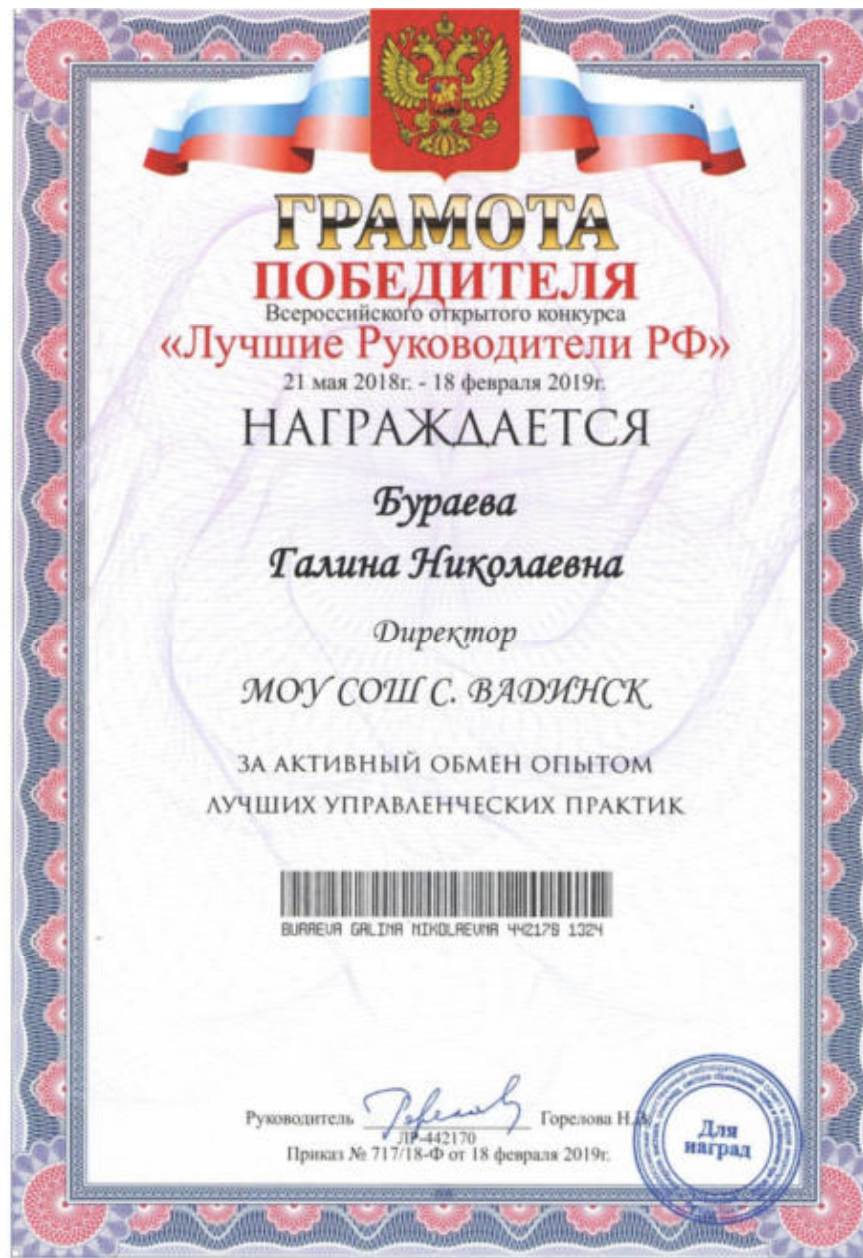 ГРАМОТА
ПОБЕДИТЕЛЯ
Всероссийского открытого конкурса
«Лучшие Руководители РФ»
21 мая 2018г. - 18 февраля 2019г.
НАГРАЖДАЕТСЯ
Бураева
Галина Николаевна
Директор
МОУ СОШ С. ВАДИНСК
ЗА АКТИВНЫЙ ОБМЕН ОПЫТОМ
ЛУЧШИХ УПРАВЛЕНЧЕСКИХ ПРАКТИК
BURAEVA GALINA NIKOLAEVNA 442179 1324
Руководитель Горелова Н.В.
ЛР-442170
Приказ № 717/18-Ф от 18 февраля 2019г.
Для
наград